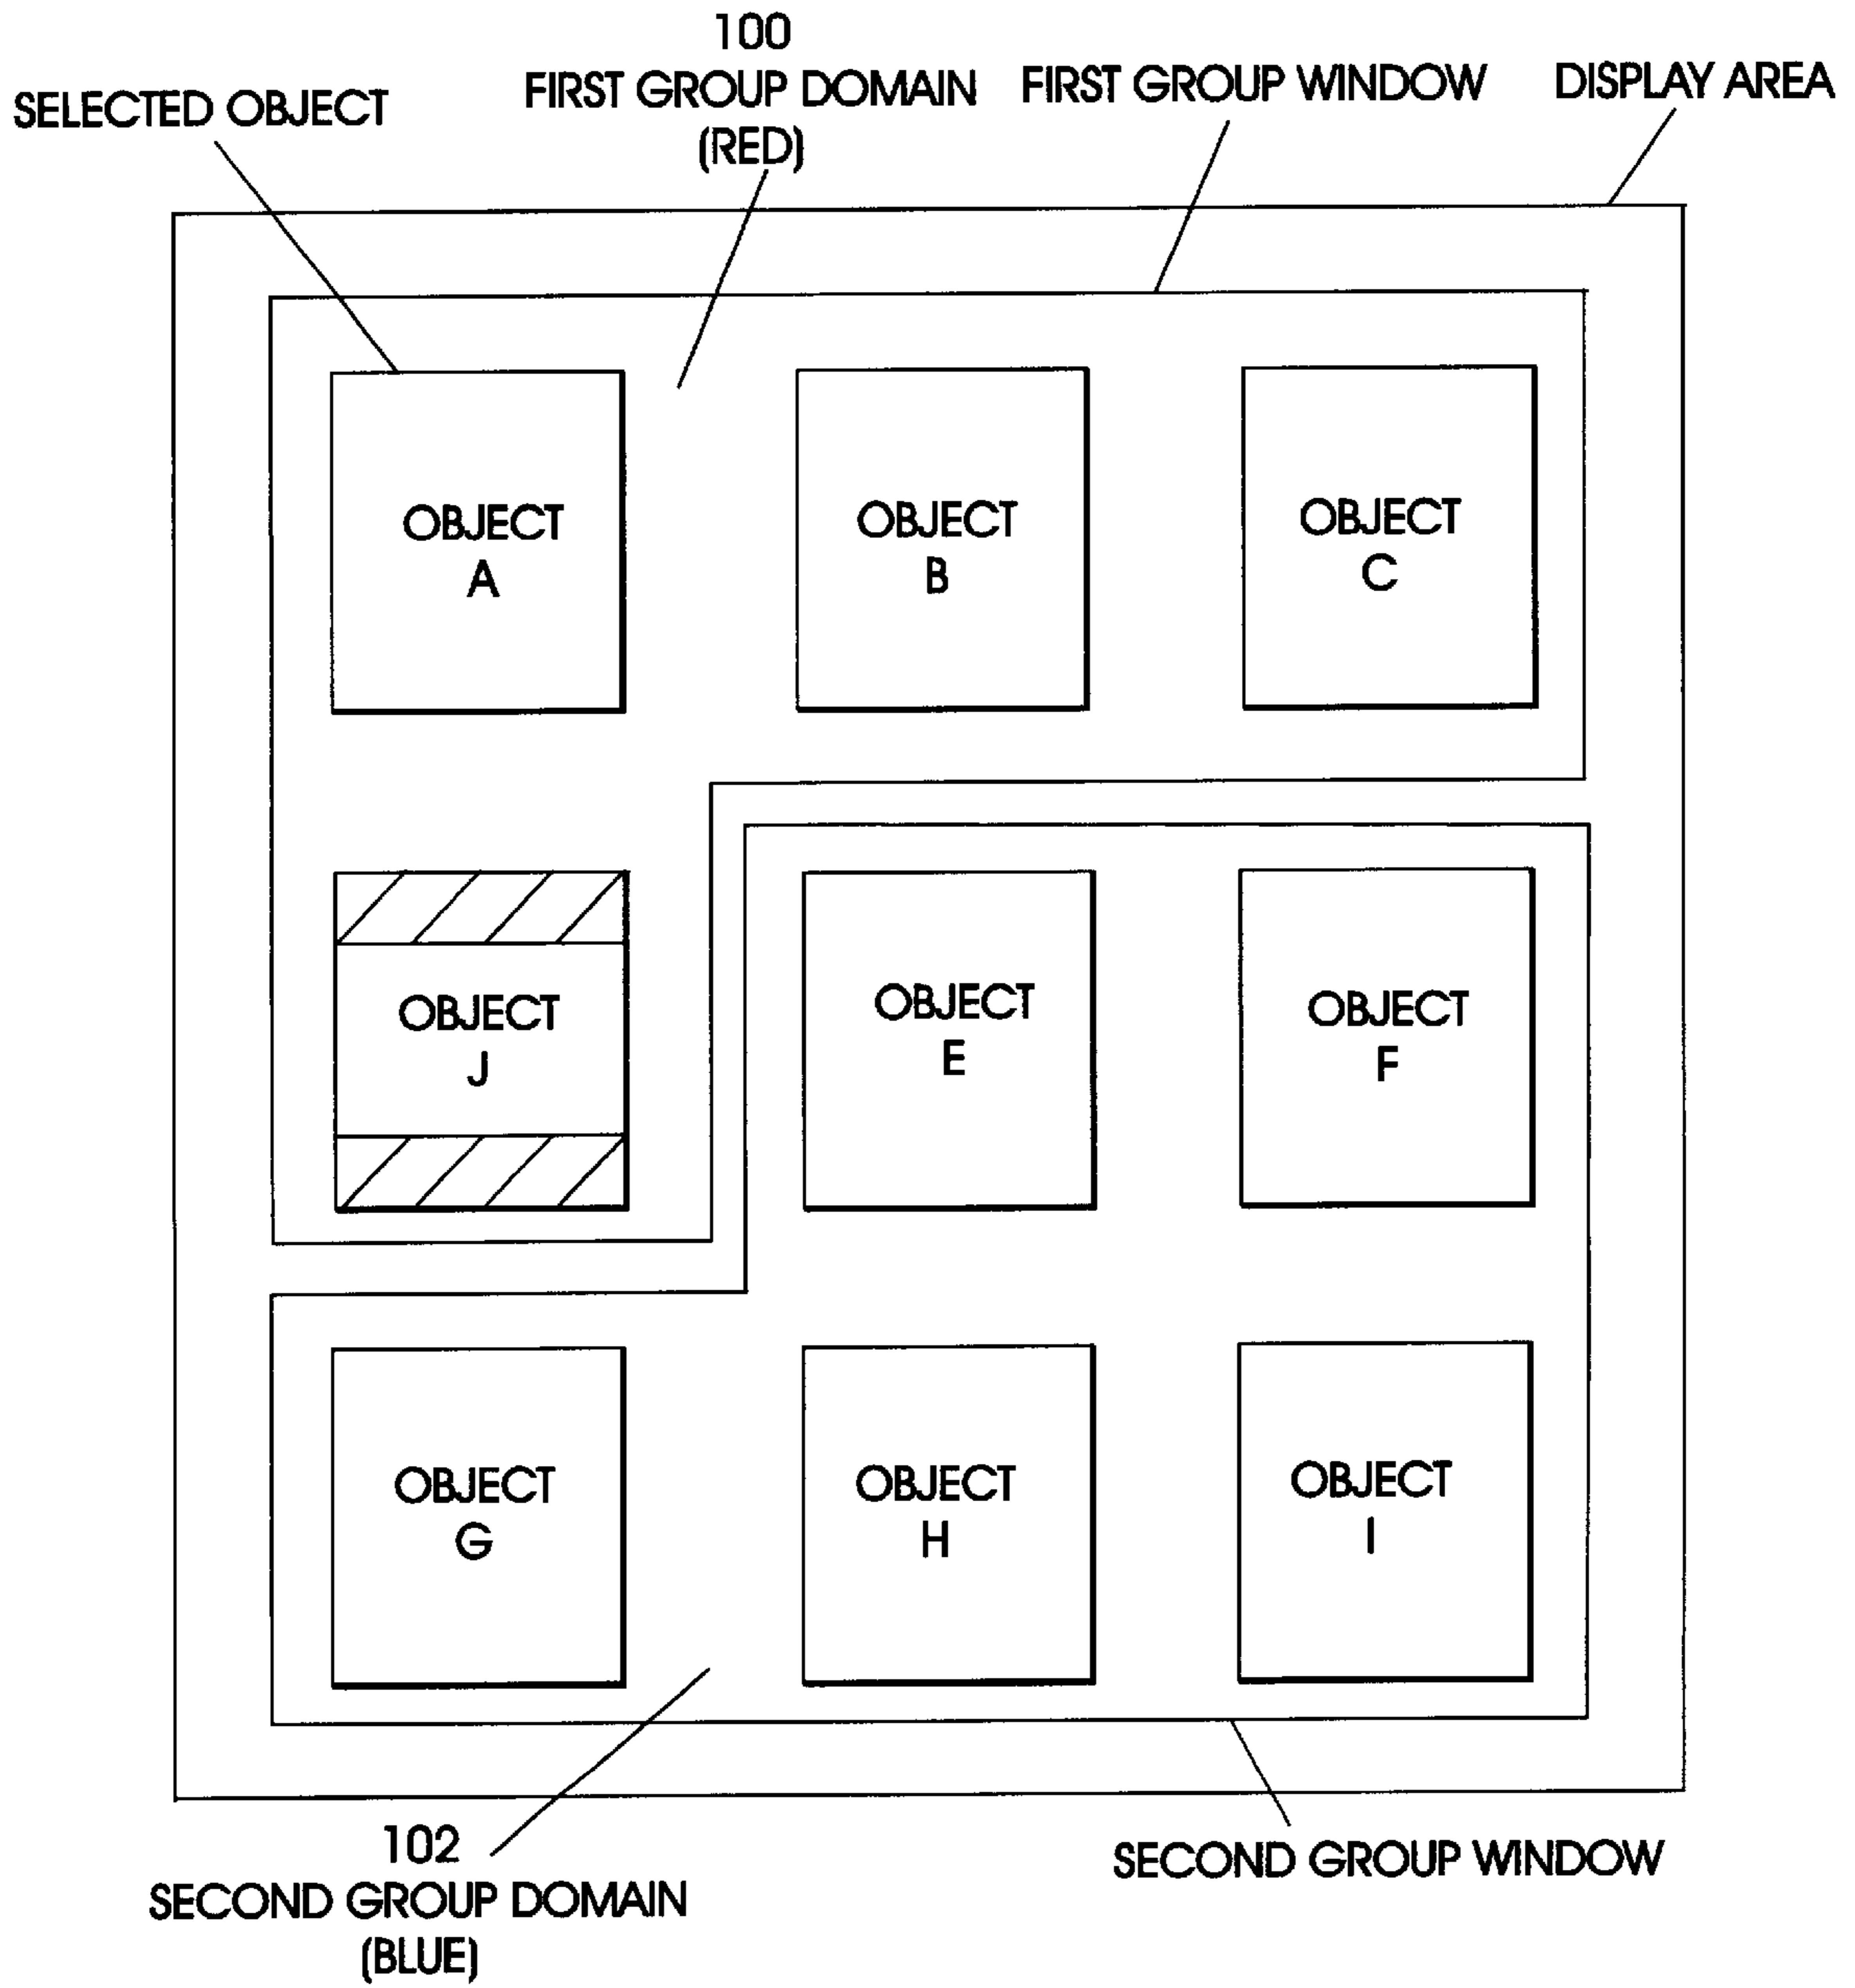 100
FIRST GROUP DOMAIN
(RED)
SELECTED OBJECT
FIRST GROUP WINDOW
DISPLAY AREA
OBJECT
A
OBJECT
B
OBJECT
C
OBJECT
J
OBJECT
E
OBJECT
F
OBJECT
G
OBJECT
H
OBJECT
I
102
SECOND GROUP DOMAIN
(BLUE)
SECOND GROUP WINDOW